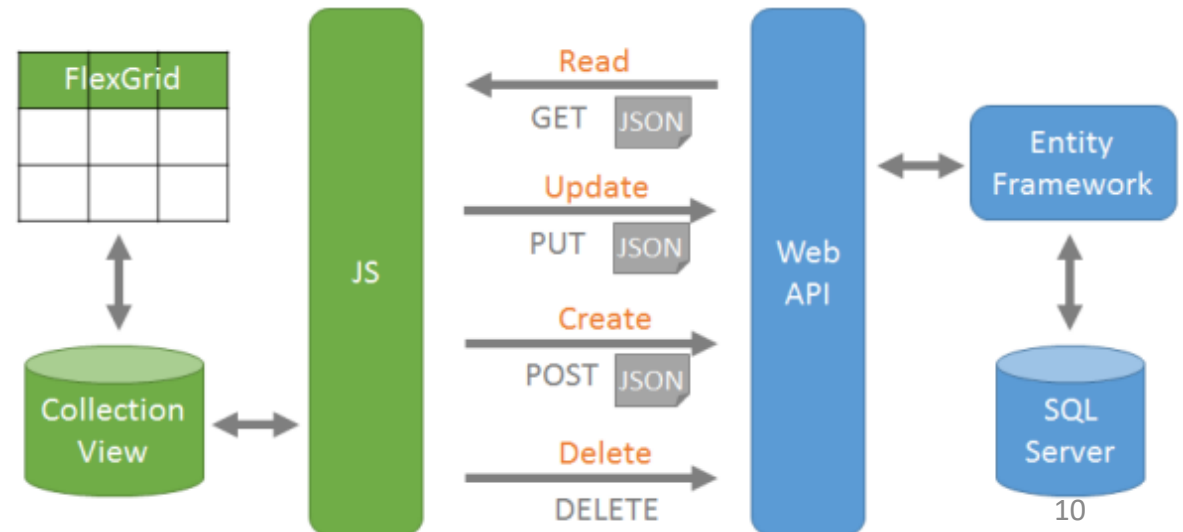 FlexGrid
Collection
View
JS
Read
GET
JSON
Update
PUT
JSON
Create
POST
JSON
Delete
DELETE
Web
API
Entity
Framework
SQL
Server
10